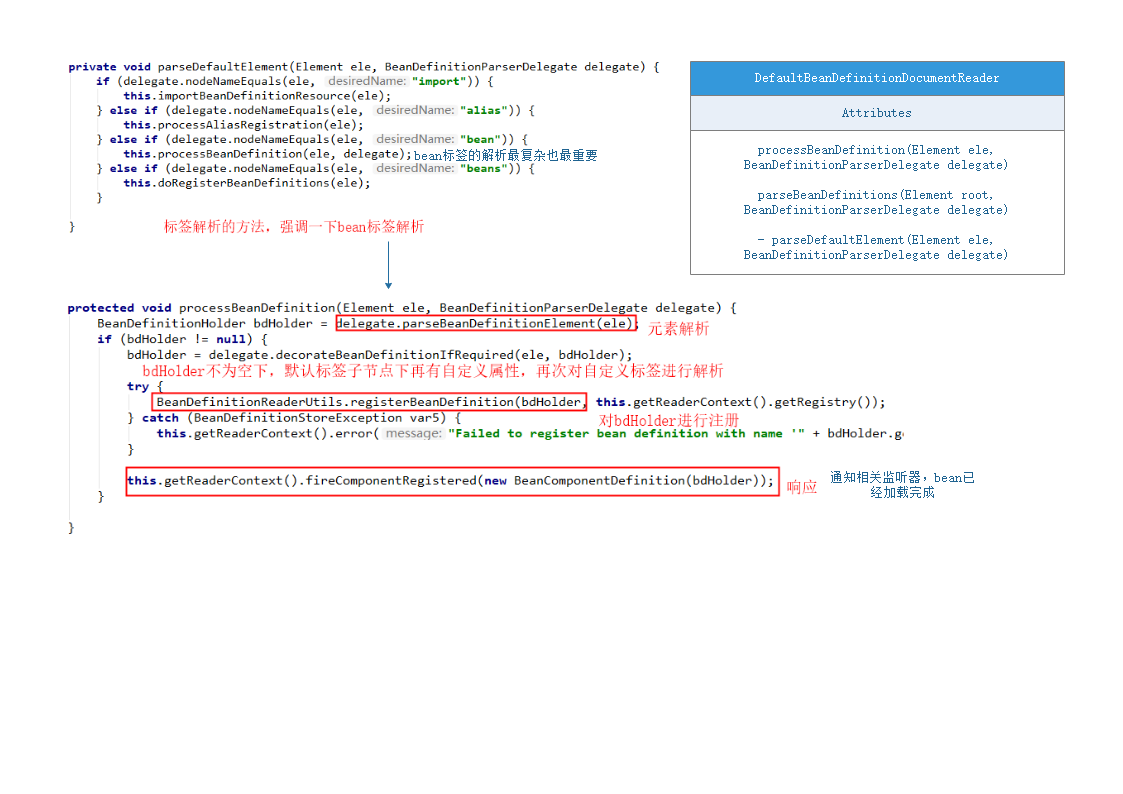 private void parseDefaultElement(Element ele, BeanDefinitionParserDelegate delegate) {
if (delegate.nodeNameEquals(ele, desiredName: "import")) {
this.importBeanDefinitionResource(ele);
} else if (delegate.nodeNameEquals(ele, desiredName: "alias")) {
this.processAliasRegistration(ele);
} else if (delegate.nodeNameEquals(ele, desiredName: "bean")) {
this.processBeanDefinition(ele, delegate);bean标签的解析最复杂也最重要
} else if (delegate.nodeNameEquals(ele, desiredName: "beans")) {
this.doRegisterBeanDefinitions(ele);
}
}
标签解析的方法，强调一下bean标签解析
DefaultBeanDefinitionDocumentReader
Attributes
processBeanDefinition(Element ele,
BeanDefinitionParserDelegate delegate)
parseBeanDefinitions(Element root,
BeanDefinitionParserDelegate delegate)
- parseDefaultElement(Element ele,
BeanDefinitionParserDelegate delegate)
protected void processBeanDefinition(Element ele, BeanDefinitionParserDelegate delegate) {
BeanDefinitionHolder bdHolder = delegate.parseBeanDefinitionElement(ele); 元素解析
if (bdHolder != null) {
bdHolder = delegate.decorateBeanDefinitionIfRequired(ele, bdHolder);
bdHolder不为空下，默认标签子节点下再有自定义属性，再次对自定义标签进行解析
try {
BeanDefinitionReaderUtils.registerBeanDefinition(bdHolder, this.getReaderContext().getRegistry());
} catch (BeanDefinitionStoreException var5) { 对bdHolder进行注册
this.getReaderContext().error( message: "Failed to register bean definition with name '" + bdHolder.g
}
this.getReaderContext().fireComponentRegistered(new BeanComponentDefinition(bdHolder)); 响应
通知相关监听器，bean已
经加载完成
}
}